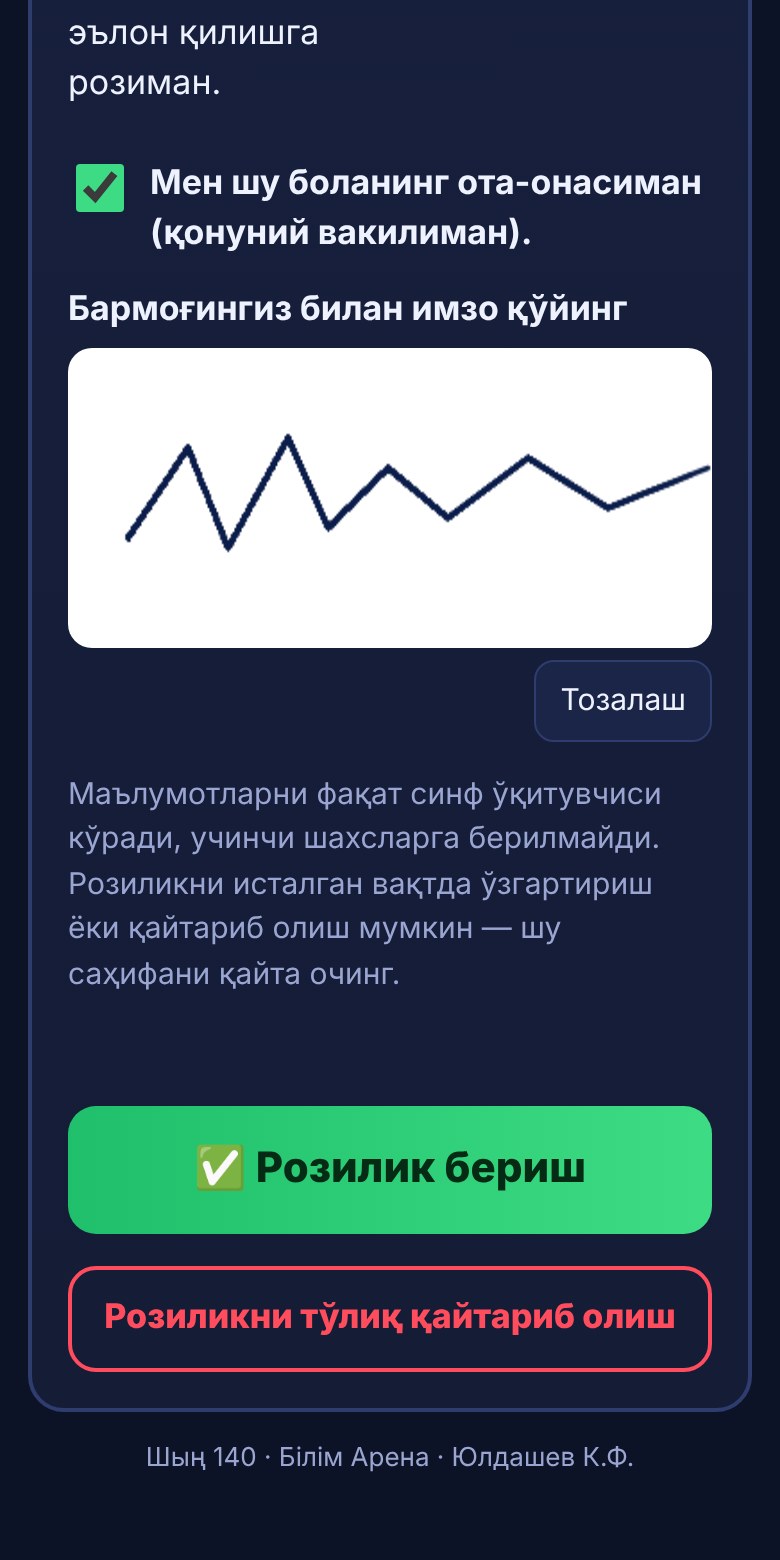 эълон қилишга
розиман.
Мен шу боланинг ота-онасиман
(қонуний вакилиман).
Бармоғингиз билан имзо қўйинг
Тозалаш
Маълумотларни фақат синф ўқитувчиси
кўради, учинчи шахсларга берилмайди.
Розиликни исталган вақтда ўзгартириш
ёки қайтариб олиш мумкин — шу
саҳифани қайта очинг.
✅ Розилик бериш
Розиликни тўлиқ қайтариб олиш
Шың 140 · Білім Арена · Юлдашев К.Ф.